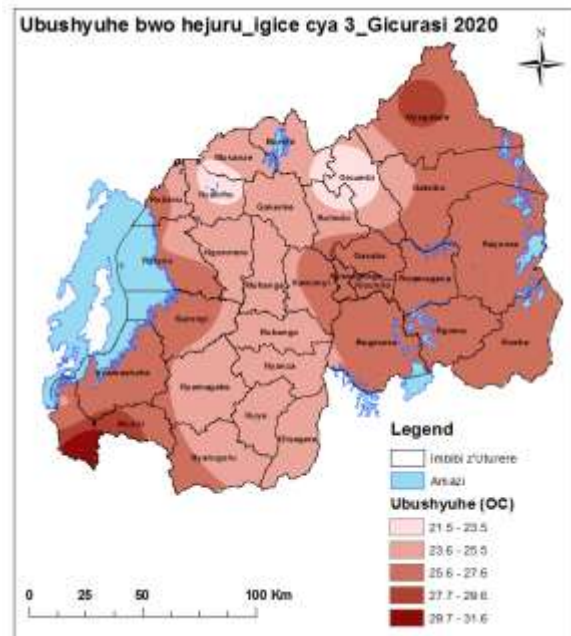 Ubushyuhe bwo hejuru_igice cya 3_Gicurasi 2020
N
Nyagatare
Musanze
Burera
Gicumbi
Gatsibo
Rubavu
Nyabihu
Gakenke
Rulindo
Kayonza
Rutsiro
Ngororero
Gasabo
Muhanga
Kamonyi
Rwamagana
Kicukiro
Karongi
Ruhango
Bugesera
Ngoma
Kirehe
Nyanza
Nyamasheke
Nyamagabe
Huye
Gisagara
Rusizi
Nyaruguru
Legend
Imbibi z'Uturere
Amazi
Ubushyuhe (OC)
21.5 - 23.5
23.6 - 25.5
25.6 - 27.6
27.7 - 29.6
29.7 - 31.6
0 50 100 Km